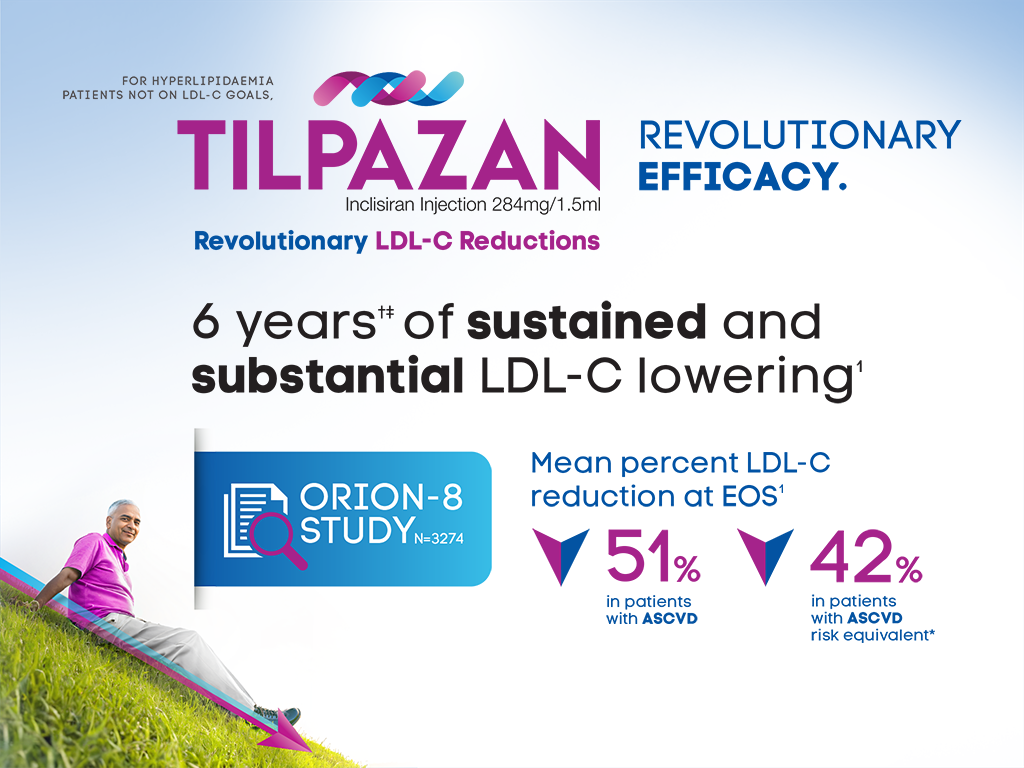 FOR HYPERLIPIDAEMIA
PATIENTS NOT ON LDL-C GOALS,
TILPAZAN
Inclisiran Injection 284mg/1.5ml
Revolutionary LDL-C Reductions
REVOLUTIONARY
EFFICACY.
6 years†‡ of sustained and
substantial LDL-C lowering¹
ORION-8
STUDY N=3274
Mean percent LDL-C
reduction at EOS¹
51%
in patients
with ASCVD
42%
in patients
with ASCVD
risk equivalent*